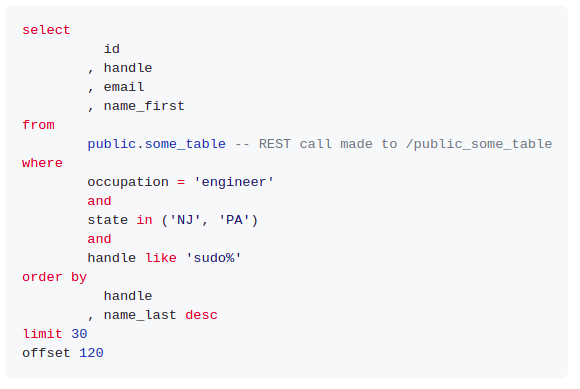 select
          id
        , handle
        , email
        , name_first
from
        public.some_table -- REST call made to /public_some_table
where
        occupation = 'engineer'
        and
        state in ('NJ', 'PA')
        and
        handle like 'sudo%'
order by
          handle
        , name_last desc
limit 30
offset 120